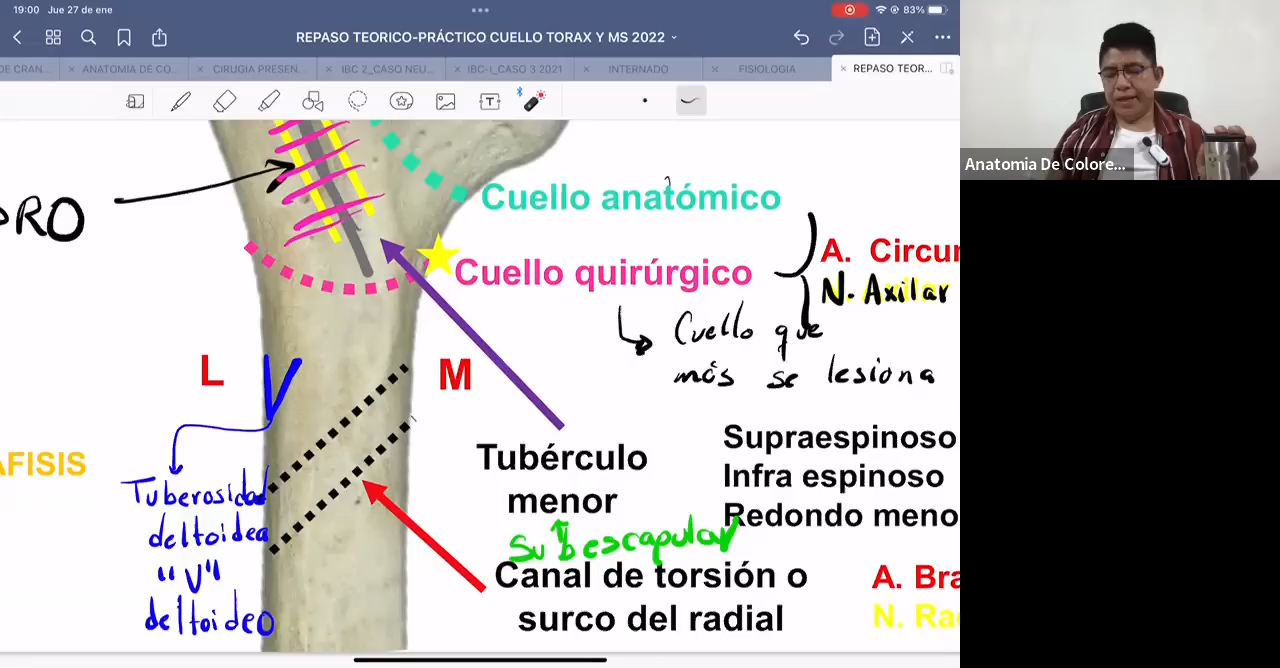 19:00 Jue 27 de ene
83%
REPASO TEORICO-PRÁCTICO CUELLO TORAX Y MS 2022
DE CRAN...
ANATOMÍA DE CO...
CIRUGIA PRESEN...
IBC 2_CASO NEU...
IBC-I_CASO 3 2021
INTERNADO
FISIOLOGIA
REPASO TEOR...
Anatomia De Colore...
Cuello anatómico
Cuello quirúrgico
A. Circun
N. Axilar
Cuello que
más se lesiona
L
V
M
AFISIS
Tuberosidad
deltoidea
"V"
deltoideo
Tubérculo
menor
Subescapular
Supraespinoso
Infra espinoso
Redondo meno
Canal de torsión o
surco del radial
A. Bra
N. Ra